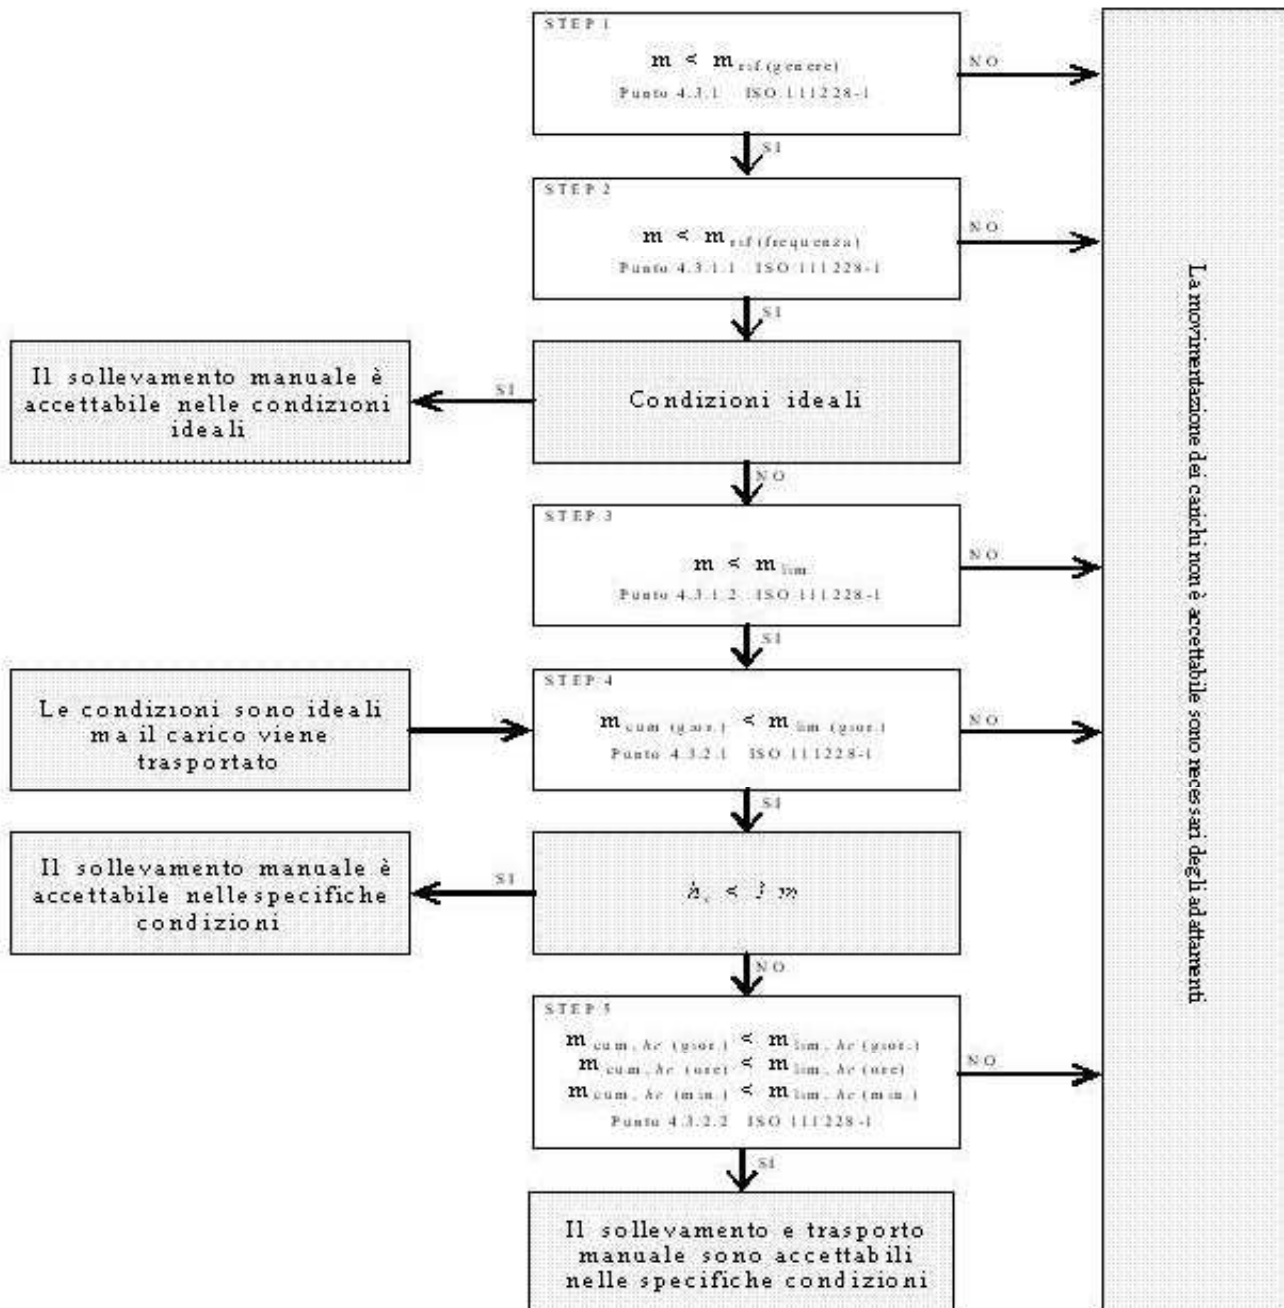 STEP 1
m < m rif (genere)
Punto 4.3.1 ISO 111228-1
NO
SI
STEP 2
m < m rif (frequenza)
Punto 4.3.1.1 ISO 111228-1
NO
SI
Condizioni ideali
SI
Il sollevamento manuale è
accettabile nelle condizioni
ideali
NO
STEP 3
m < m lim
Punto 4.3.1.2 ISO 111228-1
NO
SI
Le condizioni sono ideali
ma il carico viene
trasportato
STEP 4
m cum (gior.) < m lim (gior.)
Punto 4.3.2.1 ISO 111228-1
NO
SI
Il sollevamento manuale è
accettabile nelle specifiche
condizioni
SI
< m
NO
STEP 5
m cum, hc (gior.) < m lim, hc (gior.)
m cum, hc (ore) < m lim, hc (ore)
m cum, hc (min.) < m lim, hc (min.)
Punto 4.3.2.2 ISO 111228-1
NO
SI
Il sollevamento e trasporto
manuale sono accettabili
nelle specifiche condizioni
La movimentazione dei carichi non è accettabile sono necessari degli adattamenti